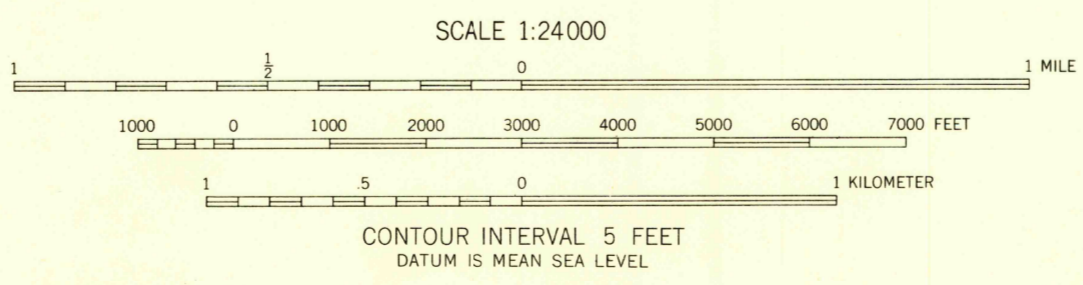 SCALE 1:24000
1 1/2 0 1 MILE
1000 0 1000 2000 3000 4000 5000 6000 7000 FEET
1 .5 0 1 KILOMETER
CONTOUR INTERVAL 5 FEET
DATUM IS MEAN SEA LEVEL